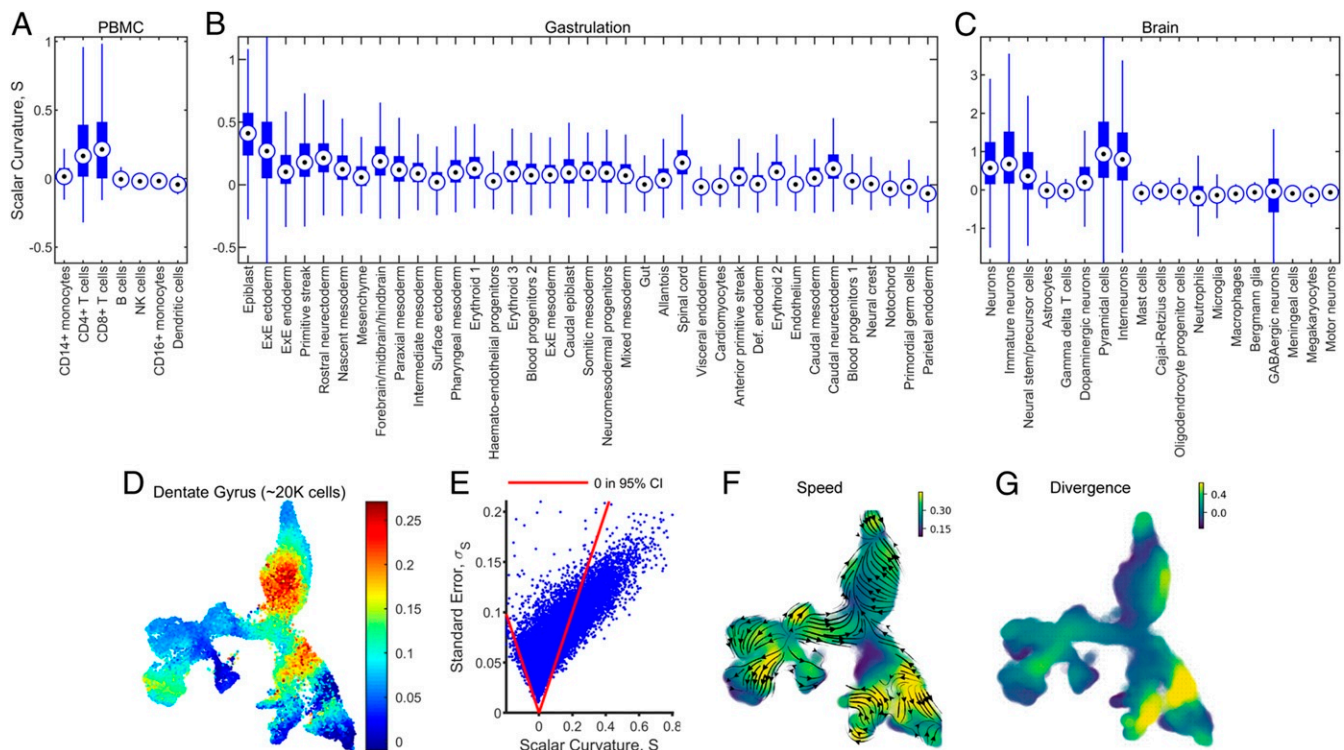 A
PBMC
Scalar Curvature, S
1
0.5
0
-0.5
CD14+ monocytes
CD4+ T cells
CD8+ T cells
B cells
NK cells
CD16+ monocytes
Dendritic cells
B
Gastrulation
1
0.5
0
-0.5
Epiblast
ExE ectoderm
ExE endoderm
Primitive streak
Rostral neurectoderm
Nascent mesoderm
Mesenchyme
Forebrain/midbrain/hindbrain
Paraxial mesoderm
Intermediate mesoderm
Surface ectoderm
Pharyngeal mesoderm
Erythroid 1
Haemato-endothelial progenitors
Erythroid 3
Blood progenitors 2
ExE mesoderm
Caudal epiblast
Somitic mesoderm
Neuromesodermal progenitors
Mixed mesoderm
Gut
Allantois
Spinal cord
Visceral endoderm
Cardiomyocytes
Anterior primitive streak
Def. endoderm
Erythroid 2
Endothelium
Caudal mesoderm
Caudal neurectoderm
Blood progenitors 1
Neural crest
Notochord
Primordial germ cells
Parietal endoderm
C
Brain
3
2
1
0
-1
Neurons
Immature neurons
Neural stem/precursor cells
Astrocytes
Gamma delta T cells
Dopaminergic neurons
Pyramidal cells
Interneurons
Mast cells
Cajal-Retzius cells
Oligodendrocyte progenitor cells
Neutrophils
Microglia
Macrophages
Bergmann glia
GABAergic neurons
Meningeal cells
Megakaryocytes
Motor neurons
D
Dentate Gyrus (~20K cells)
0.25
0.20
0.15
0.10
0.05
0
E
0 in 95% CI
Standard Error, σS
0.2
0.15
0.1
0.05
0
0 0.2 0.4 0.6 0.8
Scalar Curvature, S
F
Speed
0.30
0.15
G
Divergence
0.4
0.0